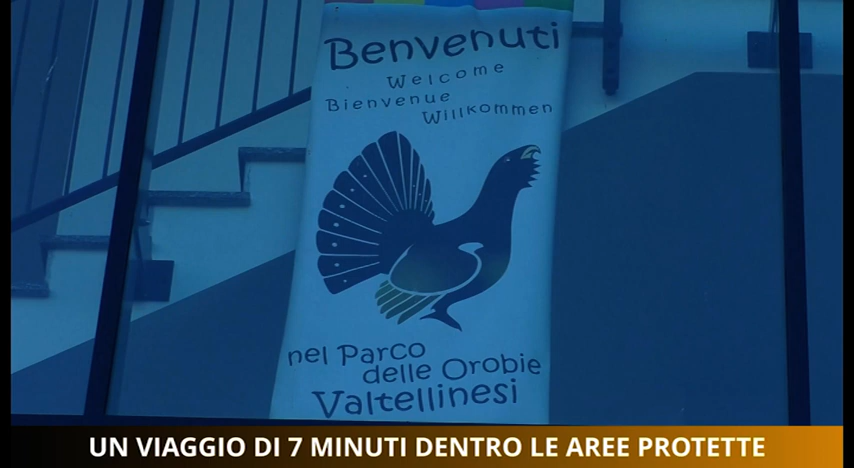 Benvenuti
Welcome
Bienvenue
Willkommen
nel Parco
delle Orobie
Valtellinesi
UN VIAGGIO DI 7 MINUTI DENTRO LE AREE PROTETTE